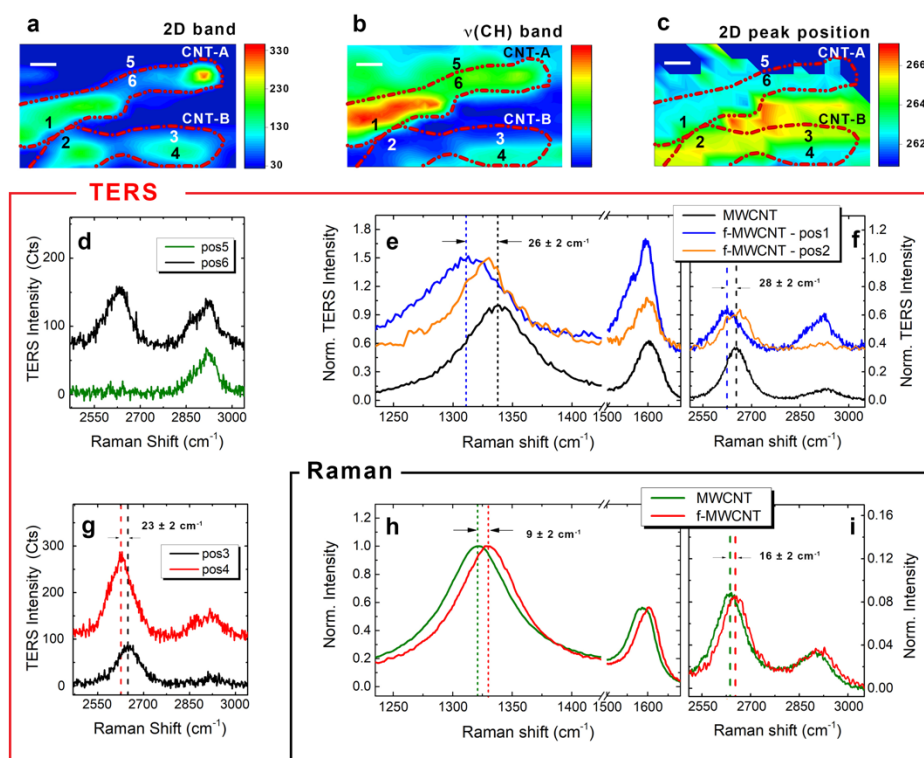 a 2D band
b ν(CH) band
c 2D peak position
CNT-A
5
6
1
2
CNT-B
3
4
330
230
130
30
CNT-A
5
6
1
2
CNT-B
3
4
CNT-A
5
6
1
2
CNT-B
3
4
266
264
262
TERS
d
pos5
pos6
TERS Intensity (Cts)
200
100
0
2550 2700 2850 3000
Raman Shift (cm-1)
e
26 ± 2 cm-1
MWCNT
f-MWCNT - pos1
f-MWCNT - pos2
Norm. TERS Intensity
1.8
1.5
1.2
0.9
0.6
0.3
0.0
1250 1300 1350 1400 1500 1600
Raman shift (cm-1)
f
28 ± 2 cm-1
1.2
1.0
0.8
0.6
0.4
0.2
0.0
Norm. TERS Intensity
2550 2700 2850 3000
Raman shift (cm-1)
g
23 ± 2 cm-1
pos3
pos4
TERS Intensity (Cts)
300
200
100
0
2550 2700 2850 3000
Raman Shift (cm-1)
Raman
h
9 ± 2 cm-1
MWCNT
f-MWCNT
Norm. Intensity
1.2
1.0
0.8
0.6
0.4
0.2
0.0
1250 1300 1350 1400 1500 1600
Raman Shift (cm-1)
i
16 ± 2 cm-1
0.16
0.12
0.08
0.04
0.00
Norm. Intensity
2550 2700 2850 3000
Raman Shift (cm-1)